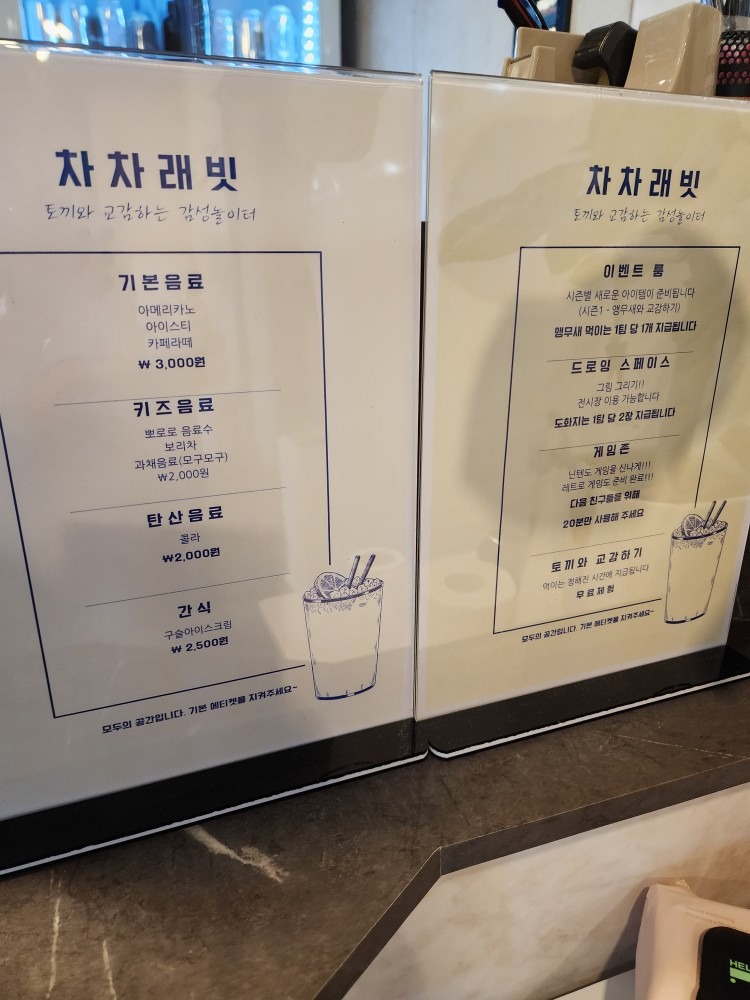 차차래빗
토끼와 교감하는 감성놀이터
기본음료
아메리카노
아이스티
카페라떼
₩ 3,000원
키즈음료
뽀로로 음료수
보리차
과채음료(모구모구)
₩2,000원
탄산음료
콜라
₩2,000원
간식
구슬아이스크림
₩ 2,500원
모두의 공간입니다. 기본 에티켓을 지켜주세요~
차차래빗
토끼와 교감하는 감성놀이터
이벤트 룸
시즌별 새로운 아이템이 준비됩니다
(시즌1 - 앵무새와 교감하기)
앵무새 먹이는 1팀 당 1개 지급됩니다
드로잉 스페이스
그림 그리기!!
전시장 이용 가능합니다
도화지는 1팀 당 2장 지급됩니다
게임존
닌텐도 게임을 신나게!!!
레트로 게임도 준비 완료!!!
다음 친구들을 위해
20분만 사용해 주세요
토끼와 교감하기
먹이는 정해진 시간에 지급됩니다
무료체험
모두의 공간입니다. 기본 에티켓을 지켜주세요~